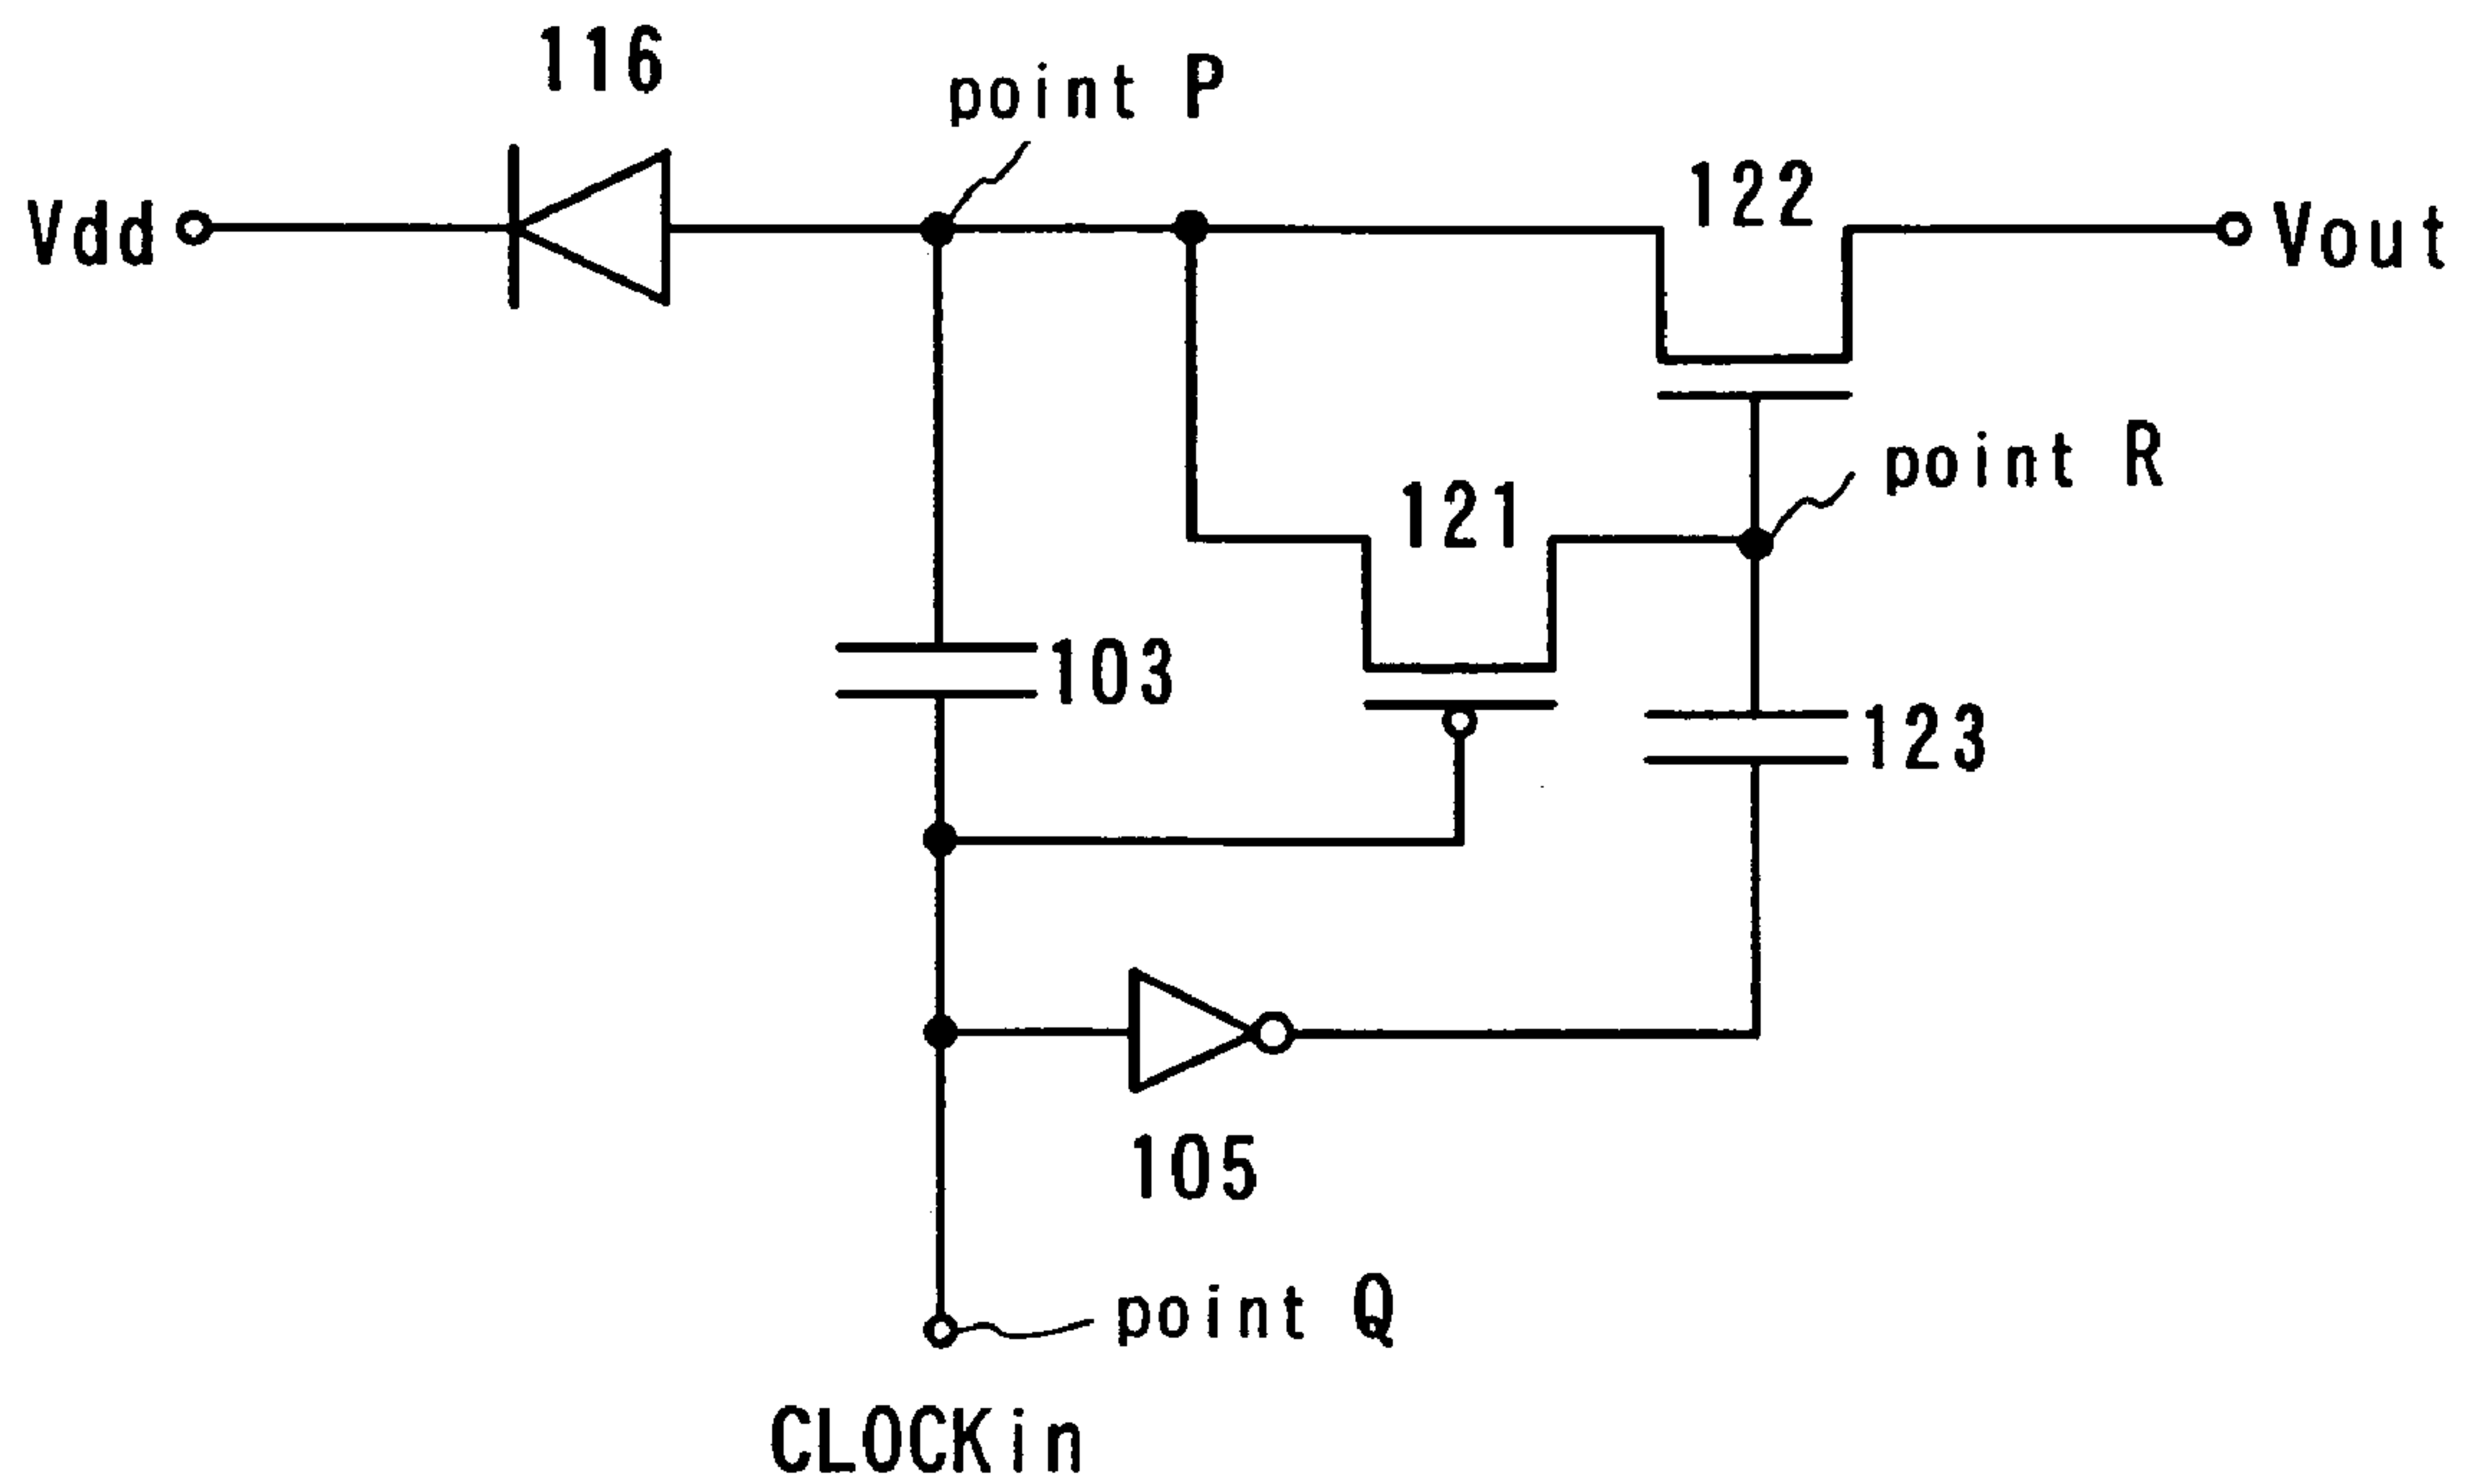 116
point P
122
Vdd
Vout
point R
121
103
123
105
point Q
CLOCKin